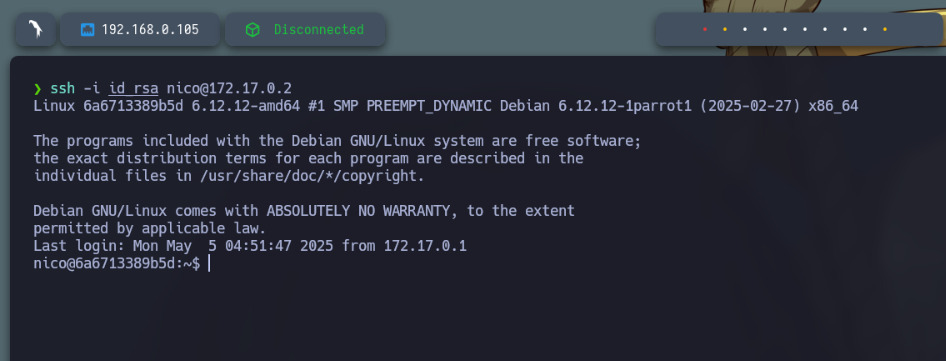 192.168.0.105
Disconnected
❯ ssh -i id_rsa nico@172.17.0.2
Linux 6a6713389b5d 6.12.12-amd64 #1 SMP PREEMPT_DYNAMIC Debian 6.12.12-1parrot1 (2025-02-27) x86_64
The programs included with the Debian GNU/Linux system are free software;
the exact distribution terms for each program are described in the
individual files in /usr/share/doc/*/copyright.
Debian GNU/Linux comes with ABSOLUTELY NO WARRANTY, to the extent
permitted by applicable law.
Last login: Mon May  5 04:51:47 2025 from 172.17.0.1
nico@6a6713389b5d:~$